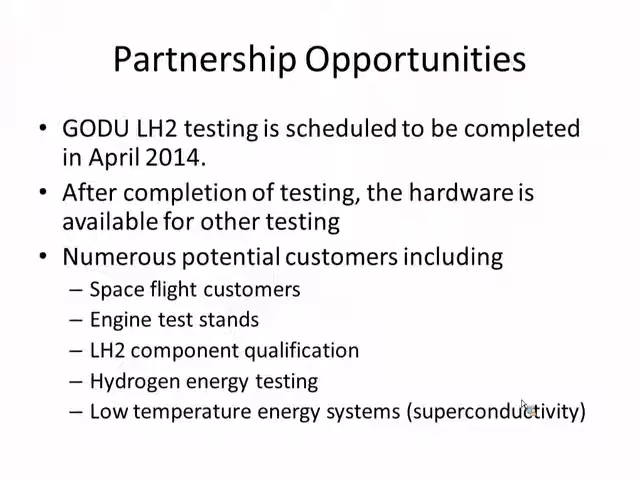 Partnership Opportunities
• GODU LH2 testing is scheduled to be completed
in April 2014.
• After completion of testing, the hardware is
available for other testing
• Numerous potential customers including
– Space flight customers
– Engine test stands
– LH2 component qualification
– Hydrogen energy testing
– Low temperature energy systems (superconductivity)